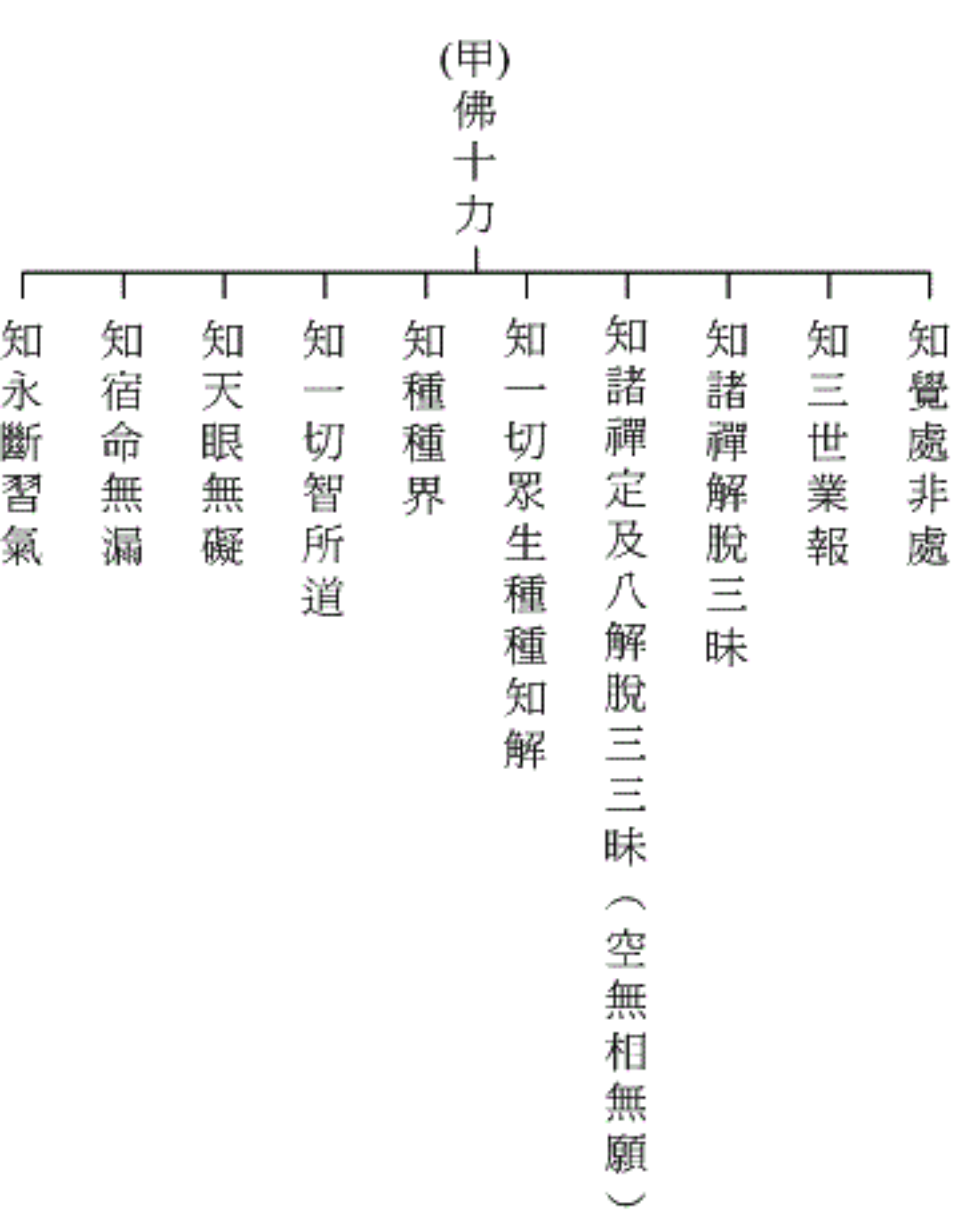 (甲)佛十力
知覺處非處
知三世業報
知諸禪解脫三昧
知諸禪定及八解脫三三昧(空無相無願)
知一切眾生種種知解
知種種界
知一切智所道
知天眼無礙
知宿命無漏
知永斷習氣